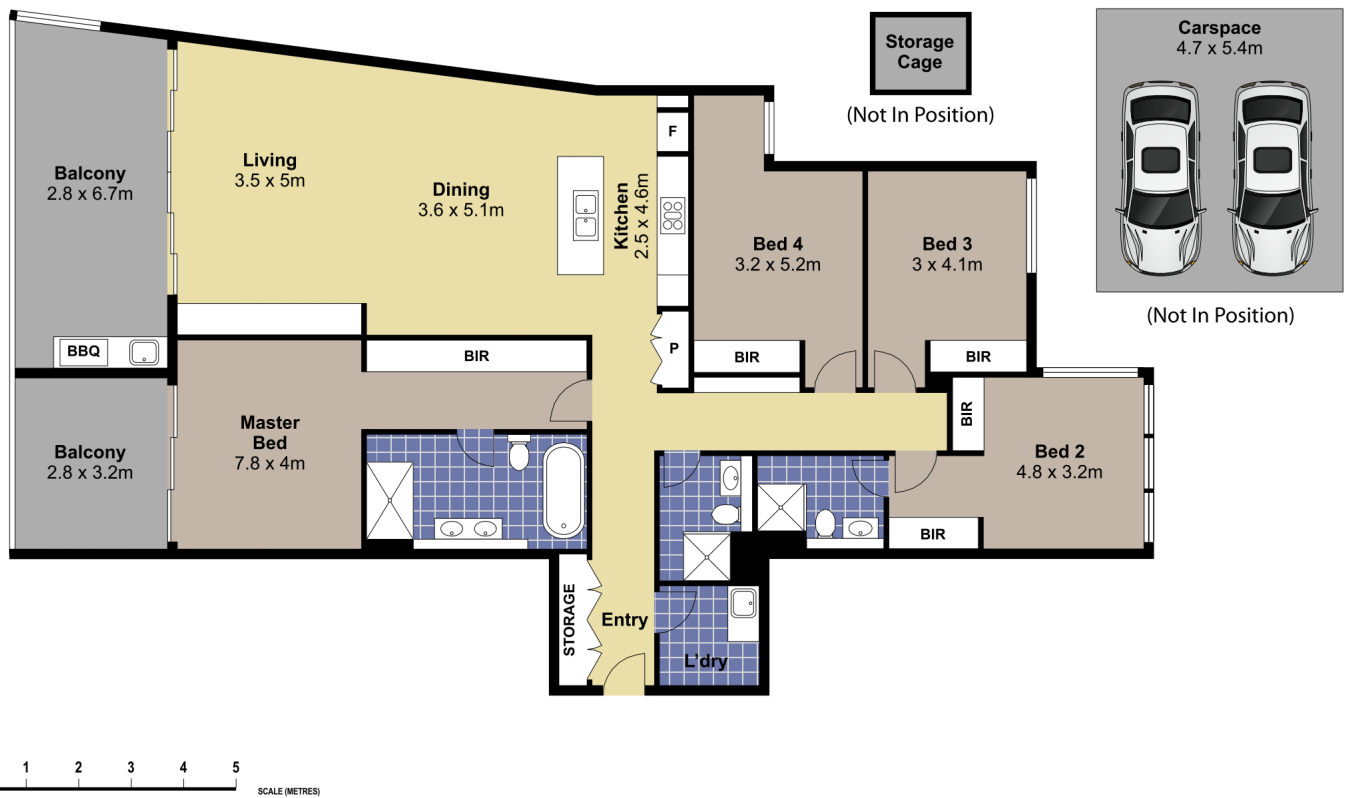 Storage
Cage
(Not In Position)
Carspace
4.7 x 5.4m
(Not In Position)
Balcony
2.8 x 6.7m
Living
3.5 x 5m
Dining
3.6 x 5.1m
Kitchen
2.5 x 4.6m
F
Bed 4
3.2 x 5.2m
Bed 3
3 x 4.1m
BBQ
BIR
P
BIR
BIR
BIR
Balcony
2.8 x 3.2m
Master
Bed
7.8 x 4m
Bed 2
4.8 x 3.2m
BIR
STORAGE
Entry
L'dry
1 2 3 4 5
SCALE (METRES)